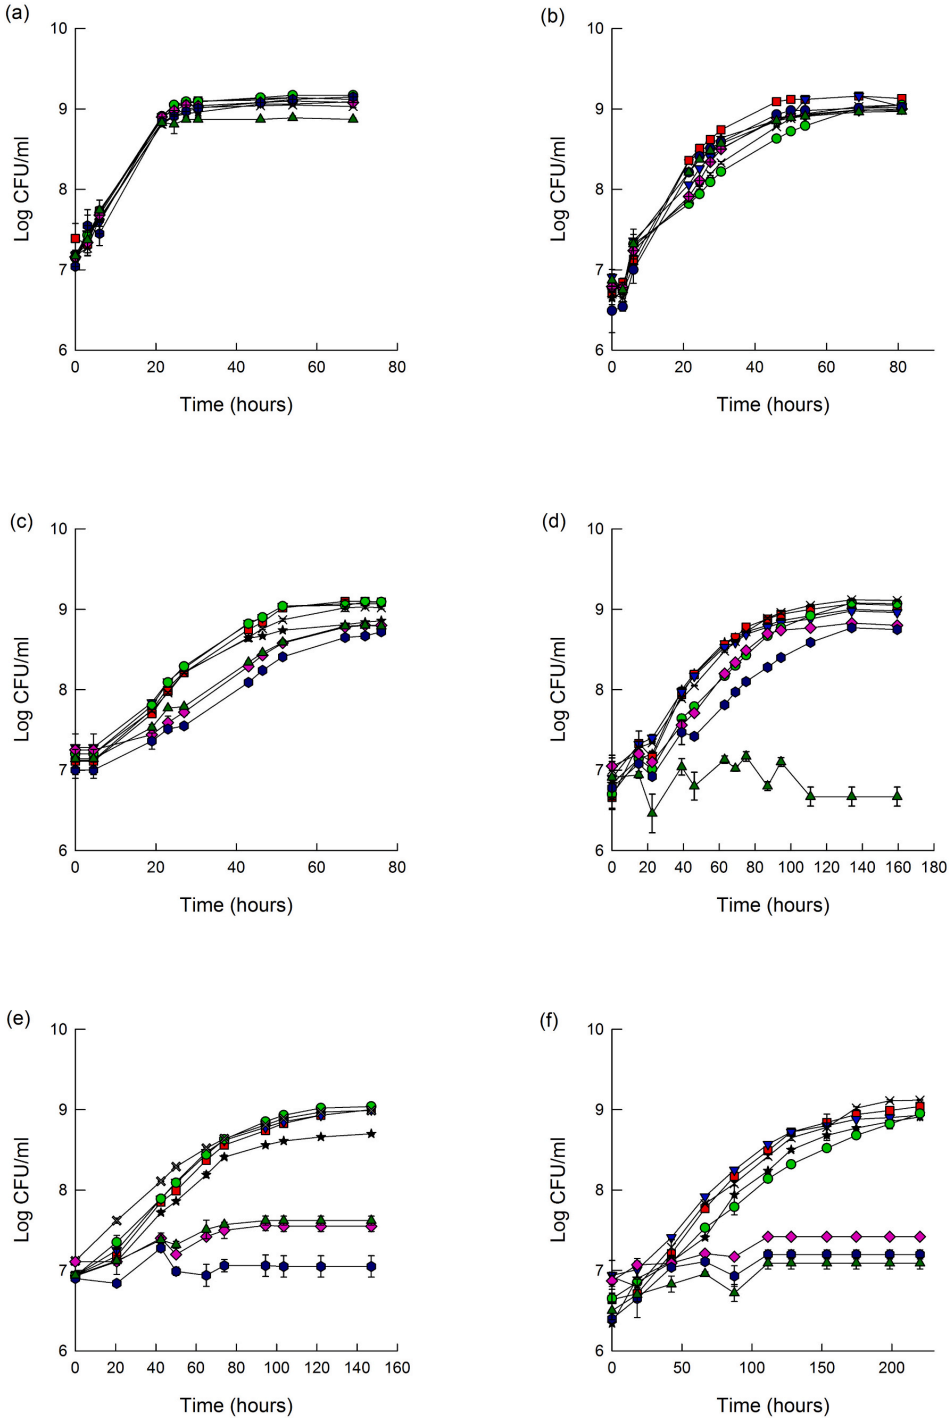 (a)
10
9
8
7
6
Log CFU/ml
0 20 40 60 80
Time (hours)
(b)
10
9
8
7
6
Log CFU/ml
0 20 40 60 80
Time (hours)
(c)
10
9
8
7
6
Log CFU/ml
0 20 40 60 80
Time (hours)
(d)
10
9
8
7
6
Log CFU/ml
0 20 40 60 80 100 120 140 160 180
Time (hours)
(e)
10
9
8
7
6
Log CFU/ml
0 20 40 60 80 100 120 140 160
Time (hours)
(f)
10
9
8
7
6
Log CFU/ml
0 50 100 150 200
Time (hours)